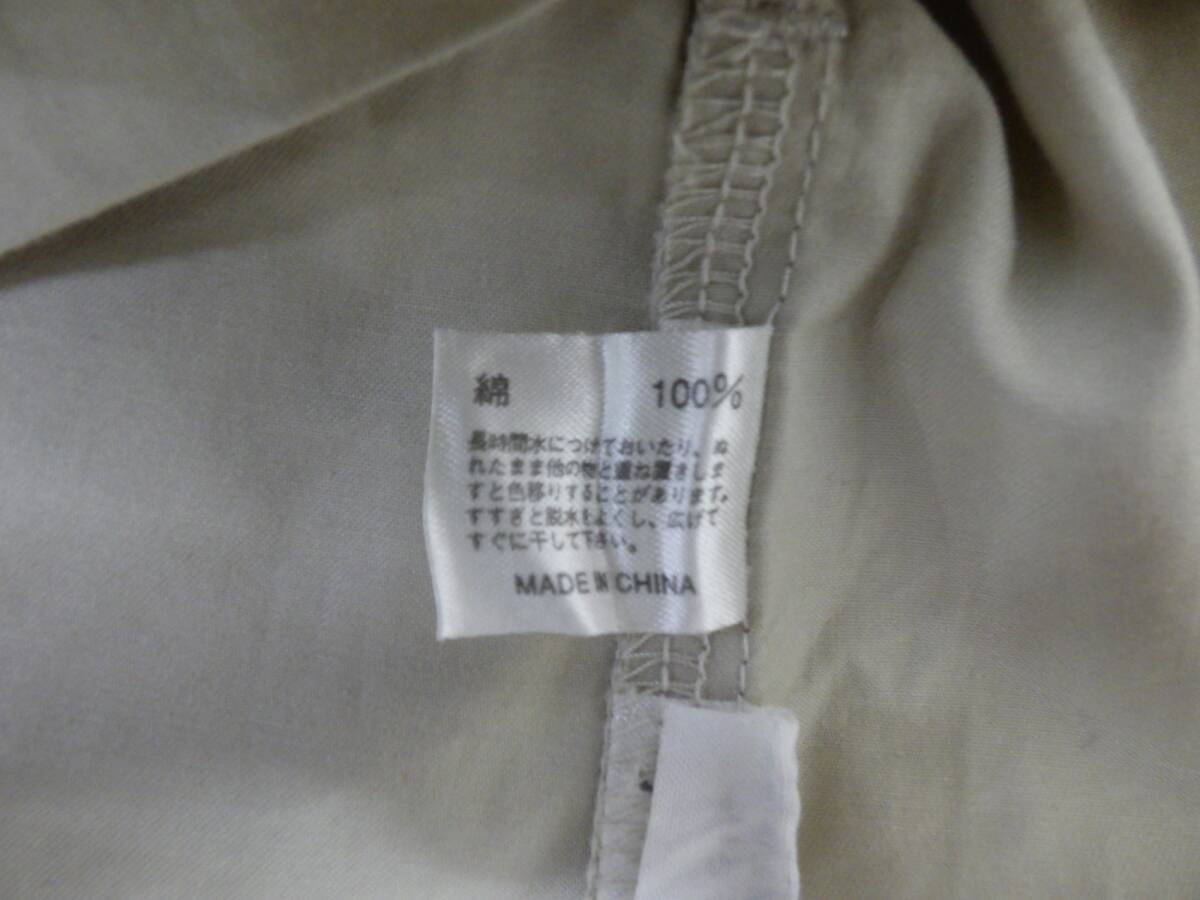 綿 100%
長時間水につけておいたり、ぬ
れたまま他の物と重ね置きしま
すと色移りすることがあります。
すすぎと脱水をよくし、広げて
すぐに干して下さい。
MADE IN CHINA